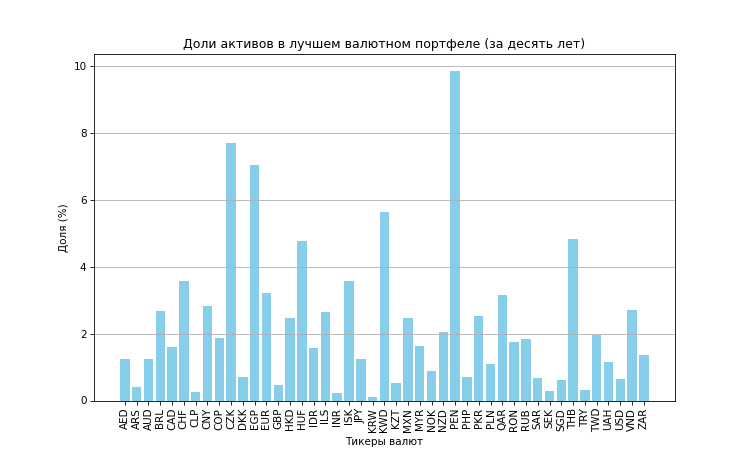 Доли активов в лучшем валютном портфеле (за десять лет)
Доля (%)
10
8
6
4
2
0
AED ARS AUD BRL CAD CHF CLP CNY COP CZK DKK EGP EUR GBP HKD HUF IDR ILS INR ISK JPY KRW KWD KZT MXN MYR NOK NZD PEN PHP PKR PLN QAR RON RUB SAR SEK SGD THB TRY TWD UAH USD VND ZAR
Тикеры валют